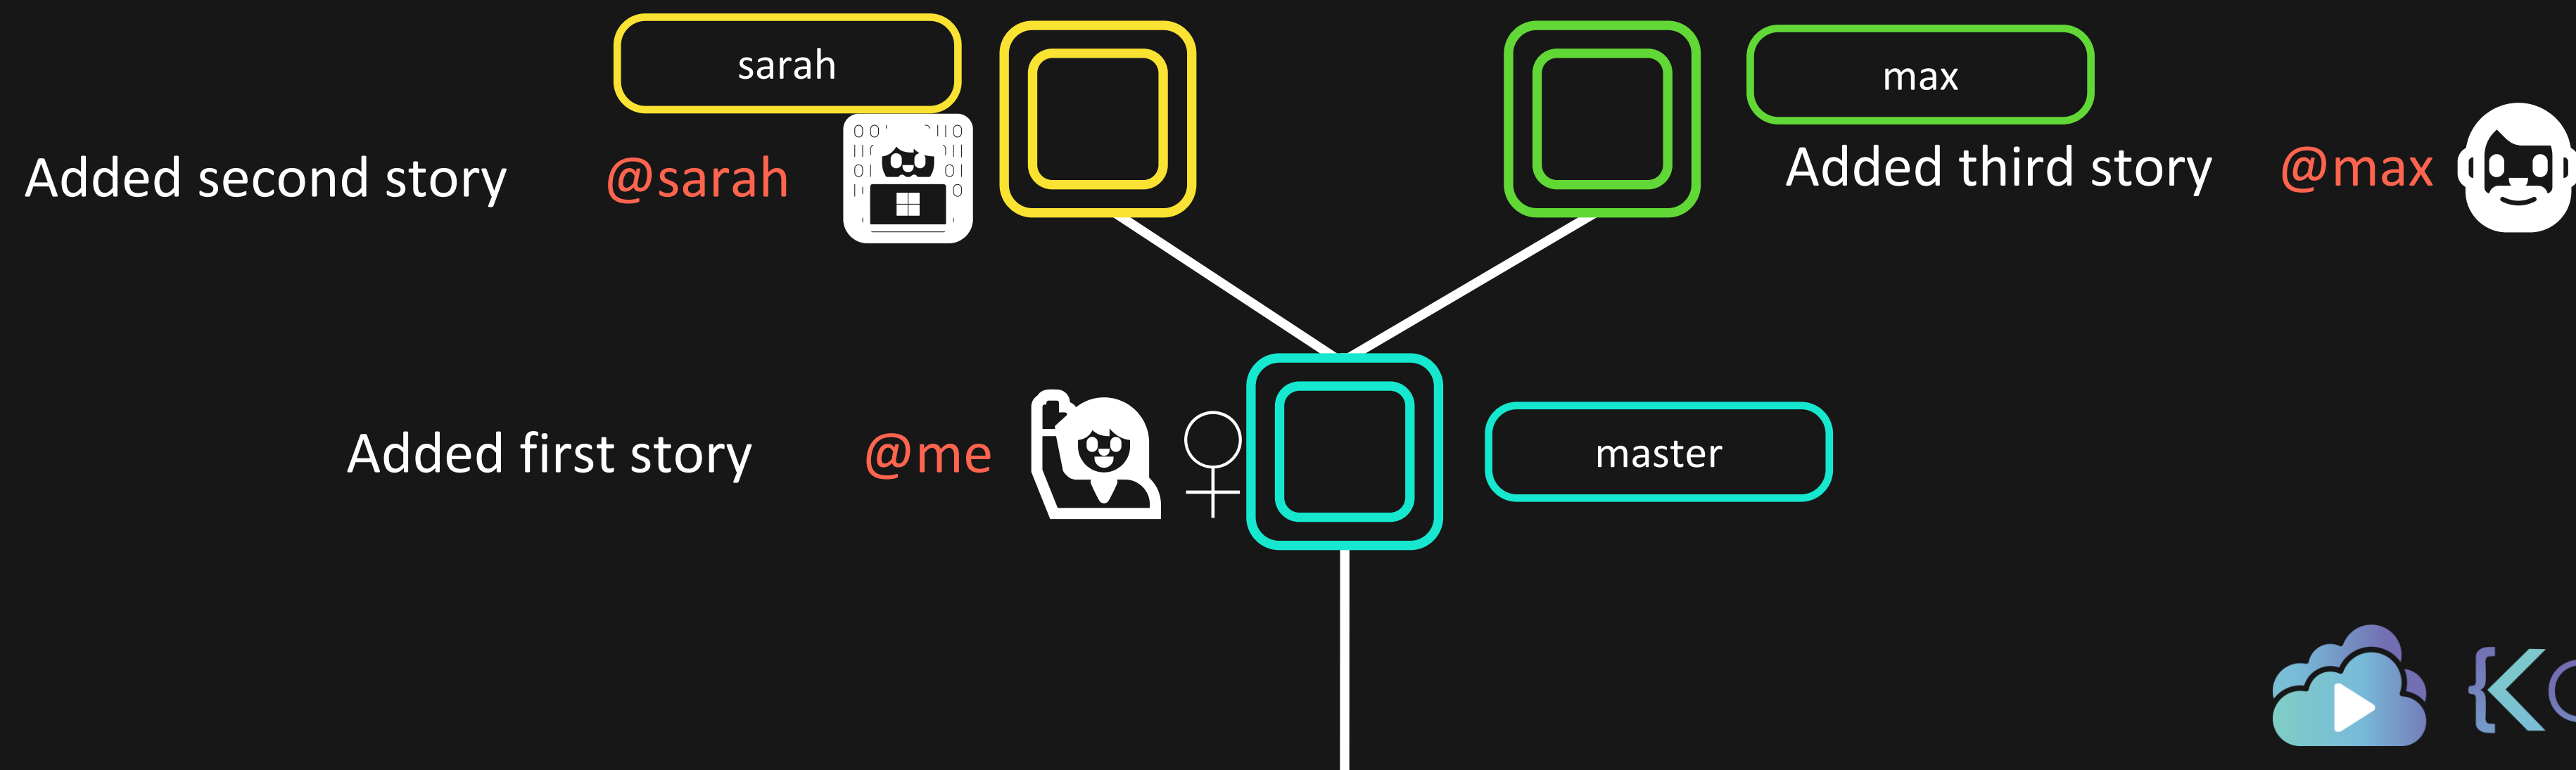 sarah
max
Added second story @sarah
Added third story @max
Added first story @me
master
{K